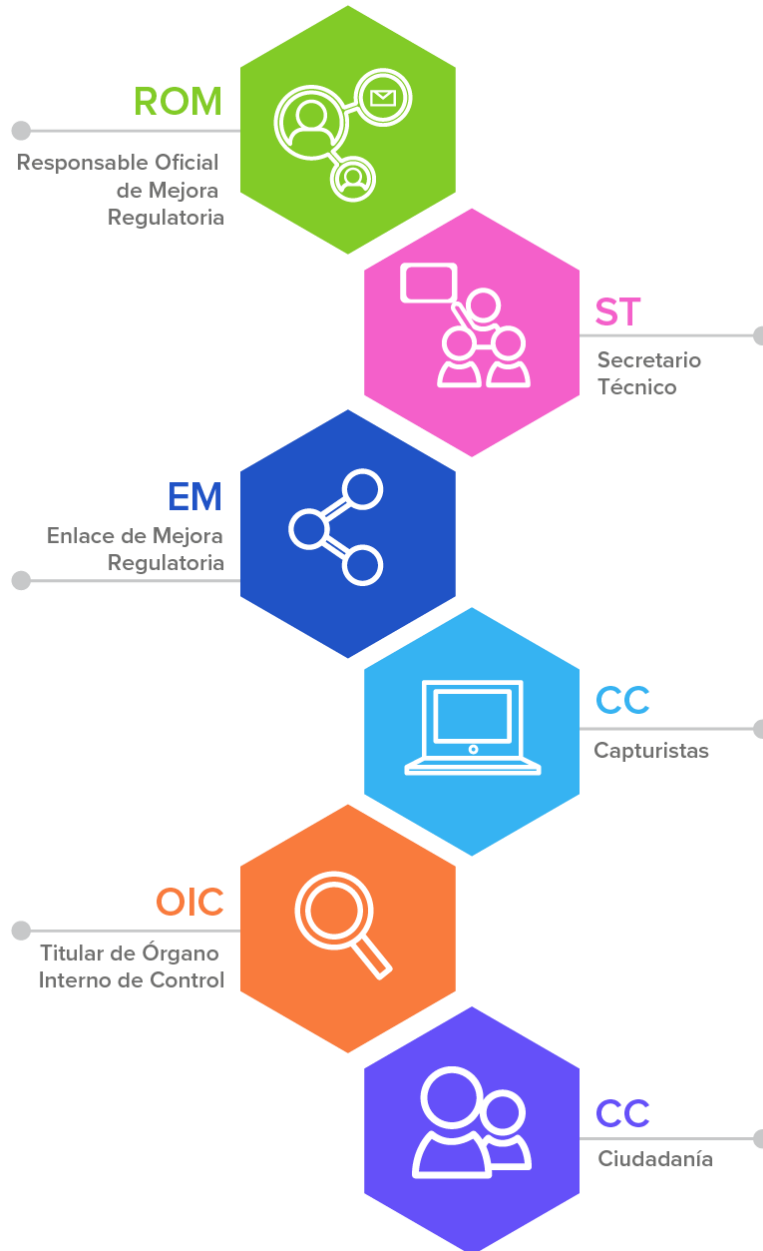 ROM
Responsable Oficial
de Mejora
Regulatoria
ST
Secretario
Técnico
EM
Enlace de Mejora
Regulatoria
CC
Capturistas
OIC
Titular de Órgano
Interno de Control
CC
Ciudadanía